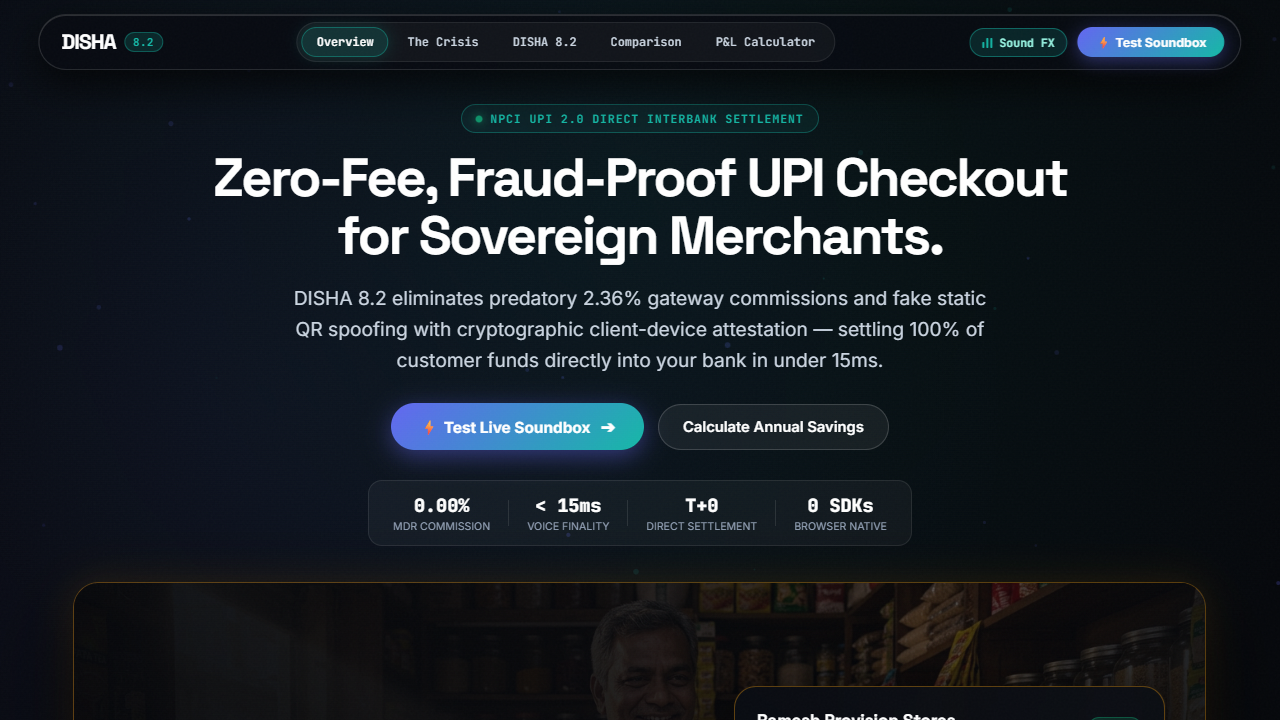 DISHA 8.2
Overview The Crisis DISHA 8.2 Comparison P&L Calculator
Sound FX Test Soundbox
NPCI UPI 2.0 DIRECT INTERBANK SETTLEMENT
Zero-Fee, Fraud-Proof UPI Checkout
for Sovereign Merchants.
DISHA 8.2 eliminates predatory 2.36% gateway commissions and fake static
QR spoofing with cryptographic client-device attestation — settling 100% of
customer funds directly into your bank in under 15ms.
Test Live Soundbox ➔
Calculate Annual Savings
0.00% < 15ms T+0 0 SDKs
MDR COMMISSION VOICE FINALITY DIRECT SETTLEMENT BROWSER NATIVE
Ramesh Provision Stores